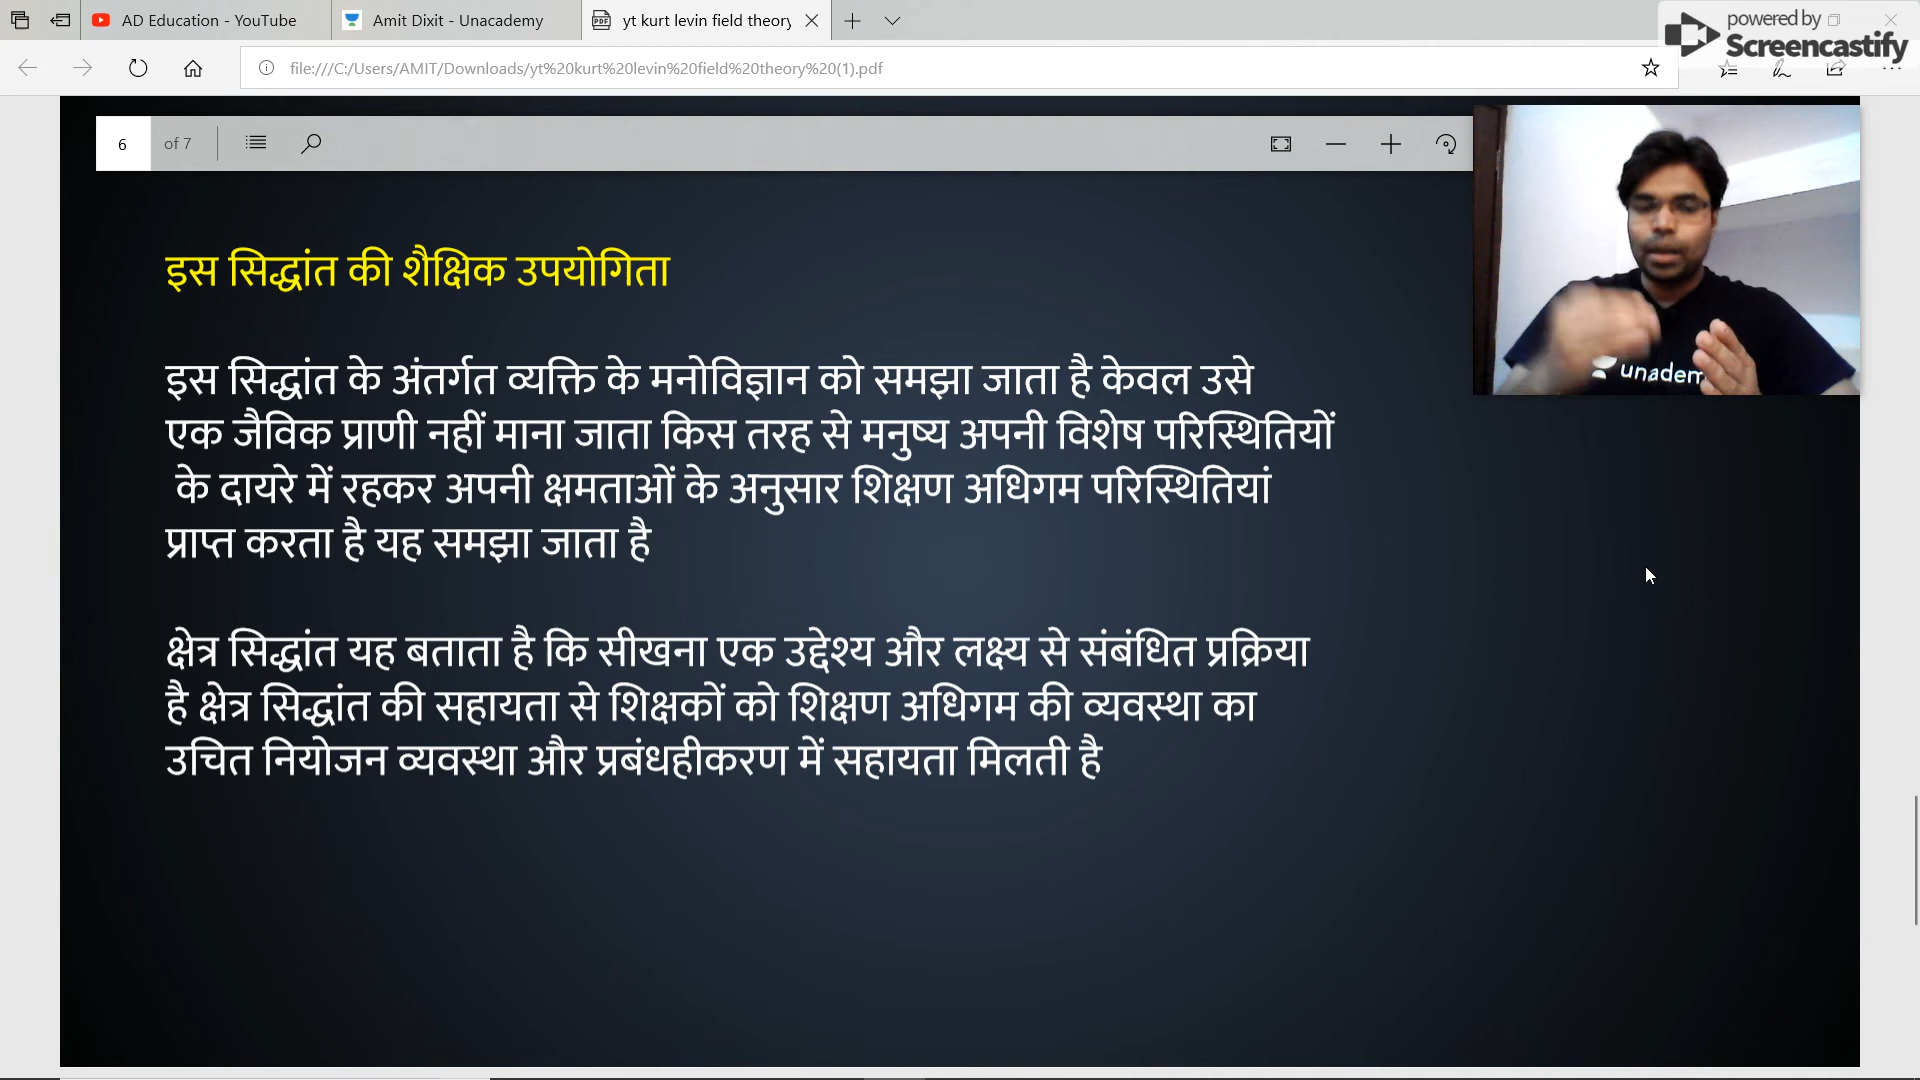 AD Education - YouTube
Amit Dixit - Unacademy
yt kurt levin field theory
powered by
Screencastify
file:///C:/Users/AMIT/Downloads/yt%20kurt%20levin%20field%20theory%20(1).pdf
6 of 7
इस सिद्धांत की शैक्षिक उपयोगिता
इस सिद्धांत के अंतर्गत व्यक्ति के मनोविज्ञान को समझा जाता है केवल उसे
एक जैविक प्राणी नहीं माना जाता किस तरह से मनुष्य अपनी विशेष परिस्थितियों
के दायरे में रहकर अपनी क्षमताओं के अनुसार शिक्षण अधिगम परिस्थितियां
प्राप्त करता है यह समझा जाता है
क्षेत्र सिद्धांत यह बताता है कि सीखना एक उद्देश्य और लक्ष्य से संबंधित प्रक्रिया
है क्षेत्र सिद्धांत की सहायता से शिक्षकों को शिक्षण अधिगम की व्यवस्था का
उचित नियोजन व्यवस्था और प्रबंधहीकरण में सहायता मिलती है
unadem